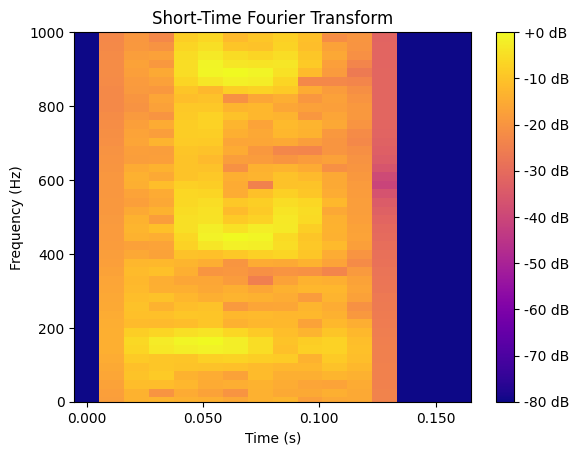 Short-Time Fourier Transform
1000
800
600
400
200
0
Frequency (Hz)
0.000
0.050
0.100
0.150
Time (s)
+0 dB
-10 dB
-20 dB
-30 dB
-40 dB
-50 dB
-60 dB
-70 dB
-80 dB